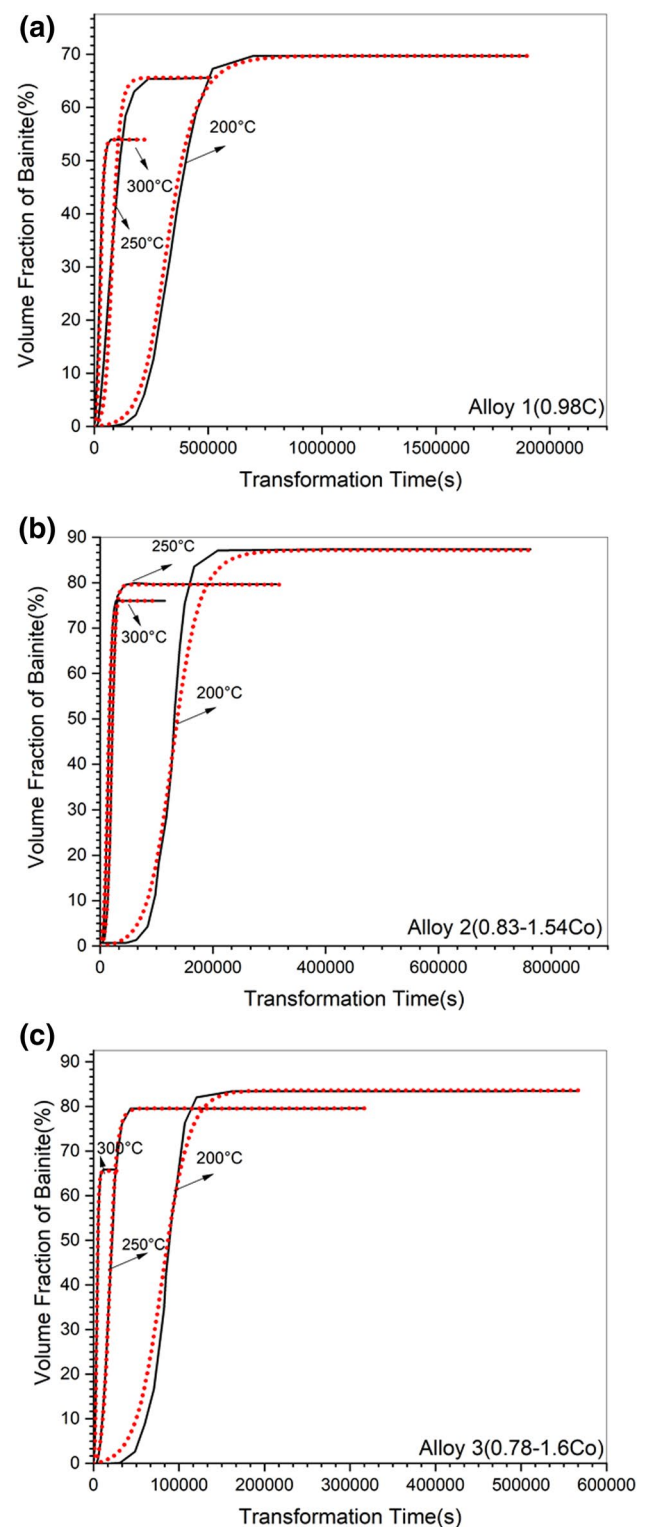 (a)
Volume Fraction of Bainite(%)
70
60
50
40
30
20
10
0
200°C
300°C
250°C
Alloy 1(0.98C)
0 500000 1000000 1500000 2000000
Transformation Time(s)
(b)
Volume Fraction of Bainite(%)
90
80
70
60
50
40
30
20
10
0
250°C
300°C
200°C
Alloy 2(0.83-1.54Co)
0 200000 400000 600000 800000
Transformation Time(s)
(c)
Volume Fraction of Bainite(%)
90
80
70
60
50
40
30
20
10
0
300°C
200°C
250°C
Alloy 3(0.78-1.6Co)
0 100000 200000 300000 400000 500000 600000
Transformation Time(s)